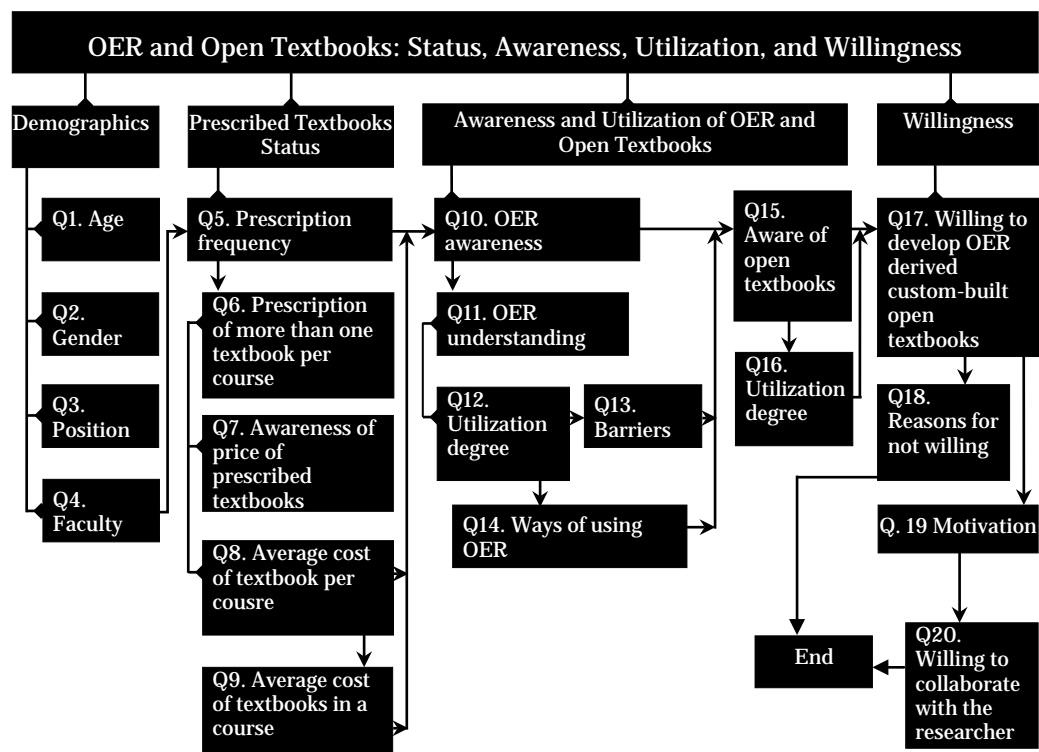 OER and Open Textbooks: Status, Awareness, Utilization, and Willingness
Demographics
Prescribed Textbooks
Status
Awareness and Utilization of OER and
Open Textbooks
Willingness
Q1. Age
Q2.
Gender
Q3.
Position
Q4.
Faculty
Q5. Prescription
frequency
Q6. Prescription
of more than one
textbook per
course
Q7. Awareness of
price of
prescribed
textbooks
Q8. Average cost
of textbook per
cousre
Q9. Average cost
of textbooks in a
course
Q10. OER
awareness
Q11. OER
understanding
Q12.
Utilization
degree
Q13.
Barriers
Q14. Ways of using
OER
Q15.
Aware of
open
textbooks
Q16.
Utilization
degree
Q17. Willing to
develop OER
derived
custom-built
open
textbooks
Q18.
Reasons for
not willing
Q. 19 Motivation
Q20.
Willing to
collaborate
with the
researcher
End